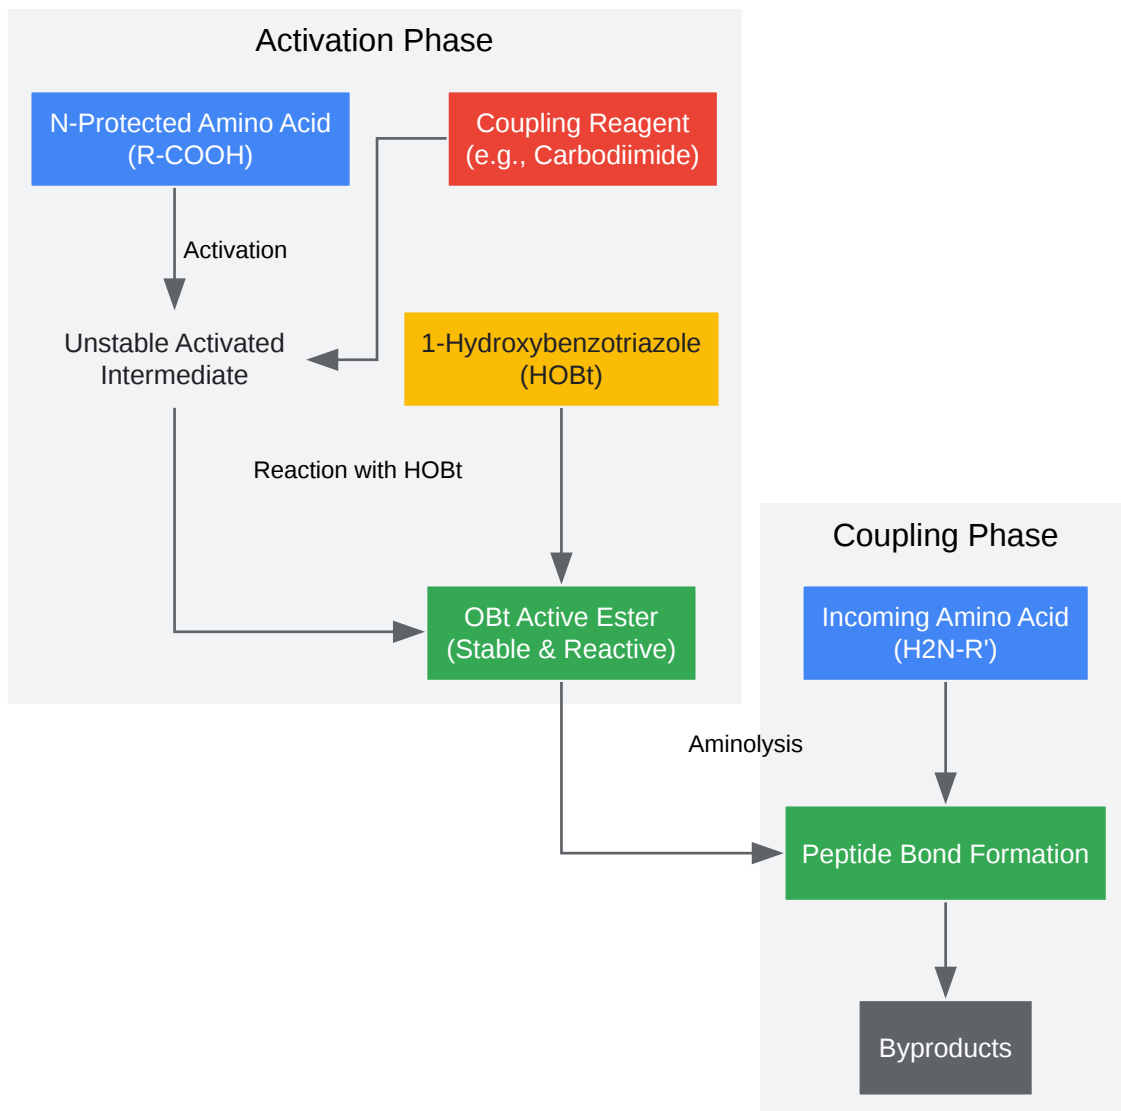 Activation Phase
N-Protected Amino Acid
(R-COOH)
Coupling Reagent
(e.g., Carbodiimide)
Activation
Unstable Activated
Intermediate
1-Hydroxybenzotriazole
(HOBt)
Reaction with HOBt
OBt Active Ester
(Stable & Reactive)
Coupling Phase
Incoming Amino Acid
(H2N-R')
Aminolysis
Peptide Bond Formation
Byproducts